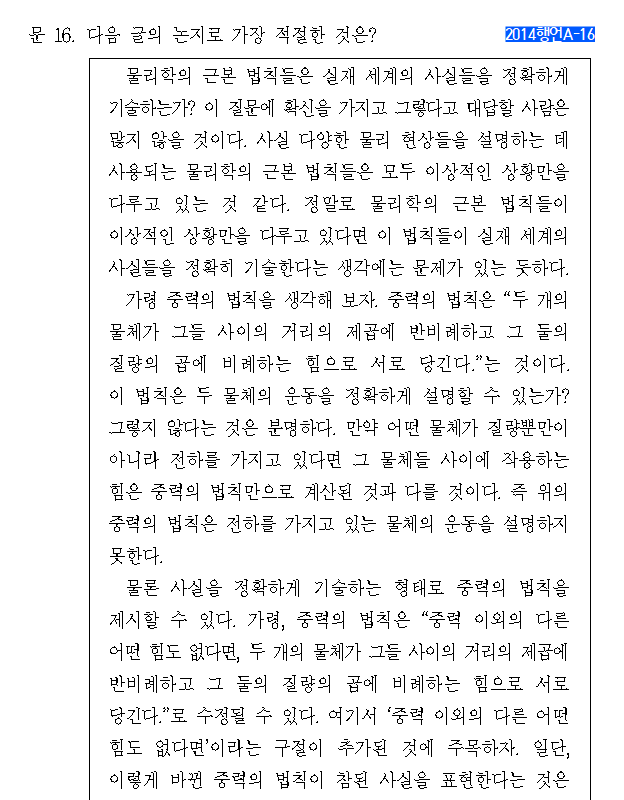 문 16. 다음 글의 논지로 가장 적절한 것은?
2014행언A-16
물리학의 근본 법칙들은 실재 세계의 사실들을 정확하게
기술하는가? 이 질문에 확신을 가지고 그렇다고 대답할 사람은
많지 않을 것이다. 사실 다양한 물리 현상들을 설명하는 데
사용되는 물리학의 근본 법칙들은 모두 이상적인 상황만을
다루고 있는 것 같다. 정말로 물리학의 근본 법칙들이
이상적인 상황만을 다루고 있다면 이 법칙들이 실재 세계의
사실들을 정확히 기술한다는 생각에는 문제가 있는 듯하다.
가령 중력의 법칙을 생각해 보자. 중력의 법칙은 “두 개의
물체가 그들 사이의 거리의 제곱에 반비례하고 그 둘의
질량의 곱에 비례하는 힘으로 서로 당긴다.”는 것이다.
이 법칙은 두 물체의 운동을 정확하게 설명할 수 있는가?
그렇지 않다는 것은 분명하다. 만약 어떤 물체가 질량뿐만이
아니라 전하를 가지고 있다면 그 물체들 사이에 작용하는
힘은 중력의 법칙만으로 계산된 것과 다를 것이다. 즉 위의
중력의 법칙은 전하를 가지고 있는 물체의 운동을 설명하지
못한다.
물론 사실을 정확하게 기술하는 형태로 중력의 법칙을
제시할 수 있다. 가령, 중력의 법칙은 “중력 이외의 다른
어떤 힘도 없다면, 두 개의 물체가 그들 사이의 거리의 제곱에
반비례하고 그 둘의 질량의 곱에 비례하는 힘으로 서로
당긴다.”로 수정될 수 있다. 여기서 ‘중력 이외의 다른 어떤
힘도 없다면’이라는 구절이 추가된 것에 주목하자. 일단,
이렇게 바뀐 중력의 법칙이 참된 사실을 표현한다는 것은